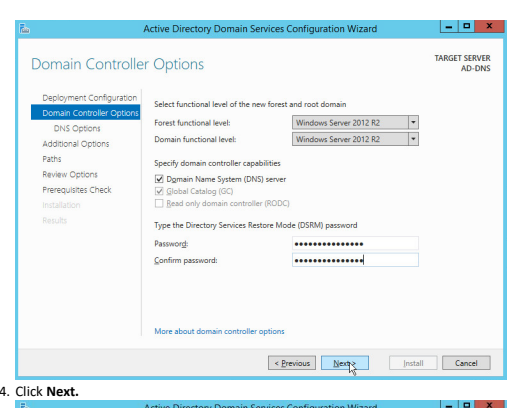 Active Directory Domain Services Configuration Wizard
Domain Controller Options
TARGET SERVER
AD-DNS
Deployment Configuration
Domain Controller Options
DNS Options
Additional Options
Paths
Review Options
Prerequisites Check
Installation
Results
Select functional level of the new forest and root domain
Forest functional level: Windows Server 2012 R2
Domain functional level: Windows Server 2012 R2
Specify domain controller capabilities
Domain Name System (DNS) server
Global Catalog (GC)
Read only domain controller (RODC)
Type the Directory Services Restore Mode (DSRM) password
Password: •••••••••••••••
Confirm password: •••••••••••••••
More about domain controller options
< Previous Next > Install Cancel
4. Click Next.
Active Directory Domain Services Configuration Wizard